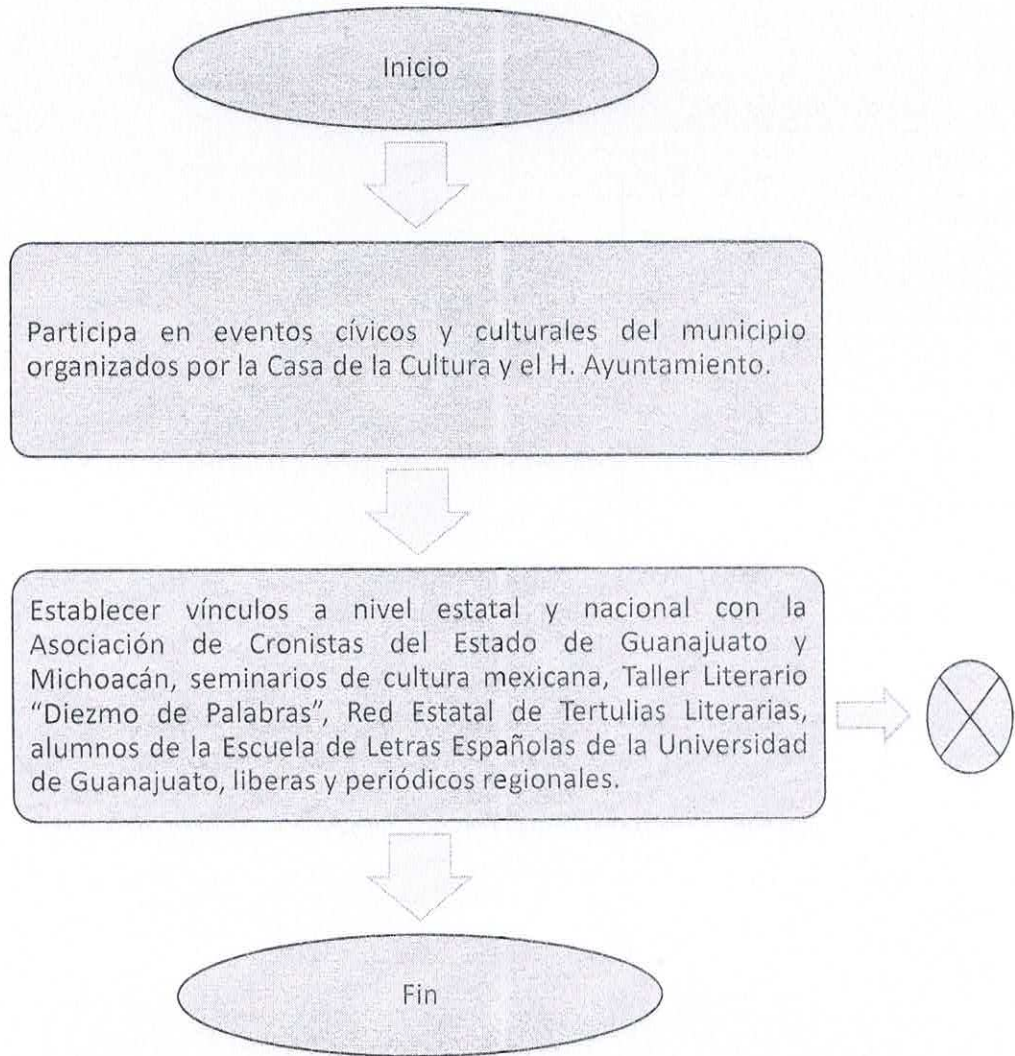 Inicio
Participa en eventos cívicos y culturales del municipio
organizados por la Casa de la Cultura y el H. Ayuntamiento.
Establecer vínculos a nivel estatal y nacional con la
Asociación de Cronistas del Estado de Guanajuato y
Michoacán, seminarios de cultura mexicana, Taller Literario
“Diezmo de Palabras”, Red Estatal de Tertulias Literarias,
alumnos de la Escuela de Letras Españolas de la Universidad
de Guanajuato, liberas y periódicos regionales.
Fin